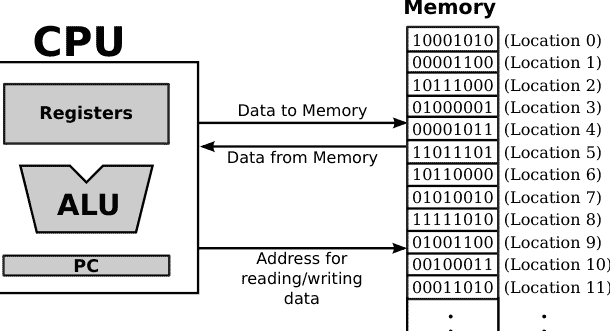 Memory
CPU
10001010 (Location 0)
00001100 (Location 1)
10111000 (Location 2)
01000001 (Location 3)
00001011 (Location 4)
11011101 (Location 5)
10110000 (Location 6)
01010010 (Location 7)
11111010 (Location 8)
01001100 (Location 9)
00100011 (Location 10)
00011010 (Location 11)
Registers
ALU
PC
Data to Memory
Data from Memory
Address for
reading/writing
data